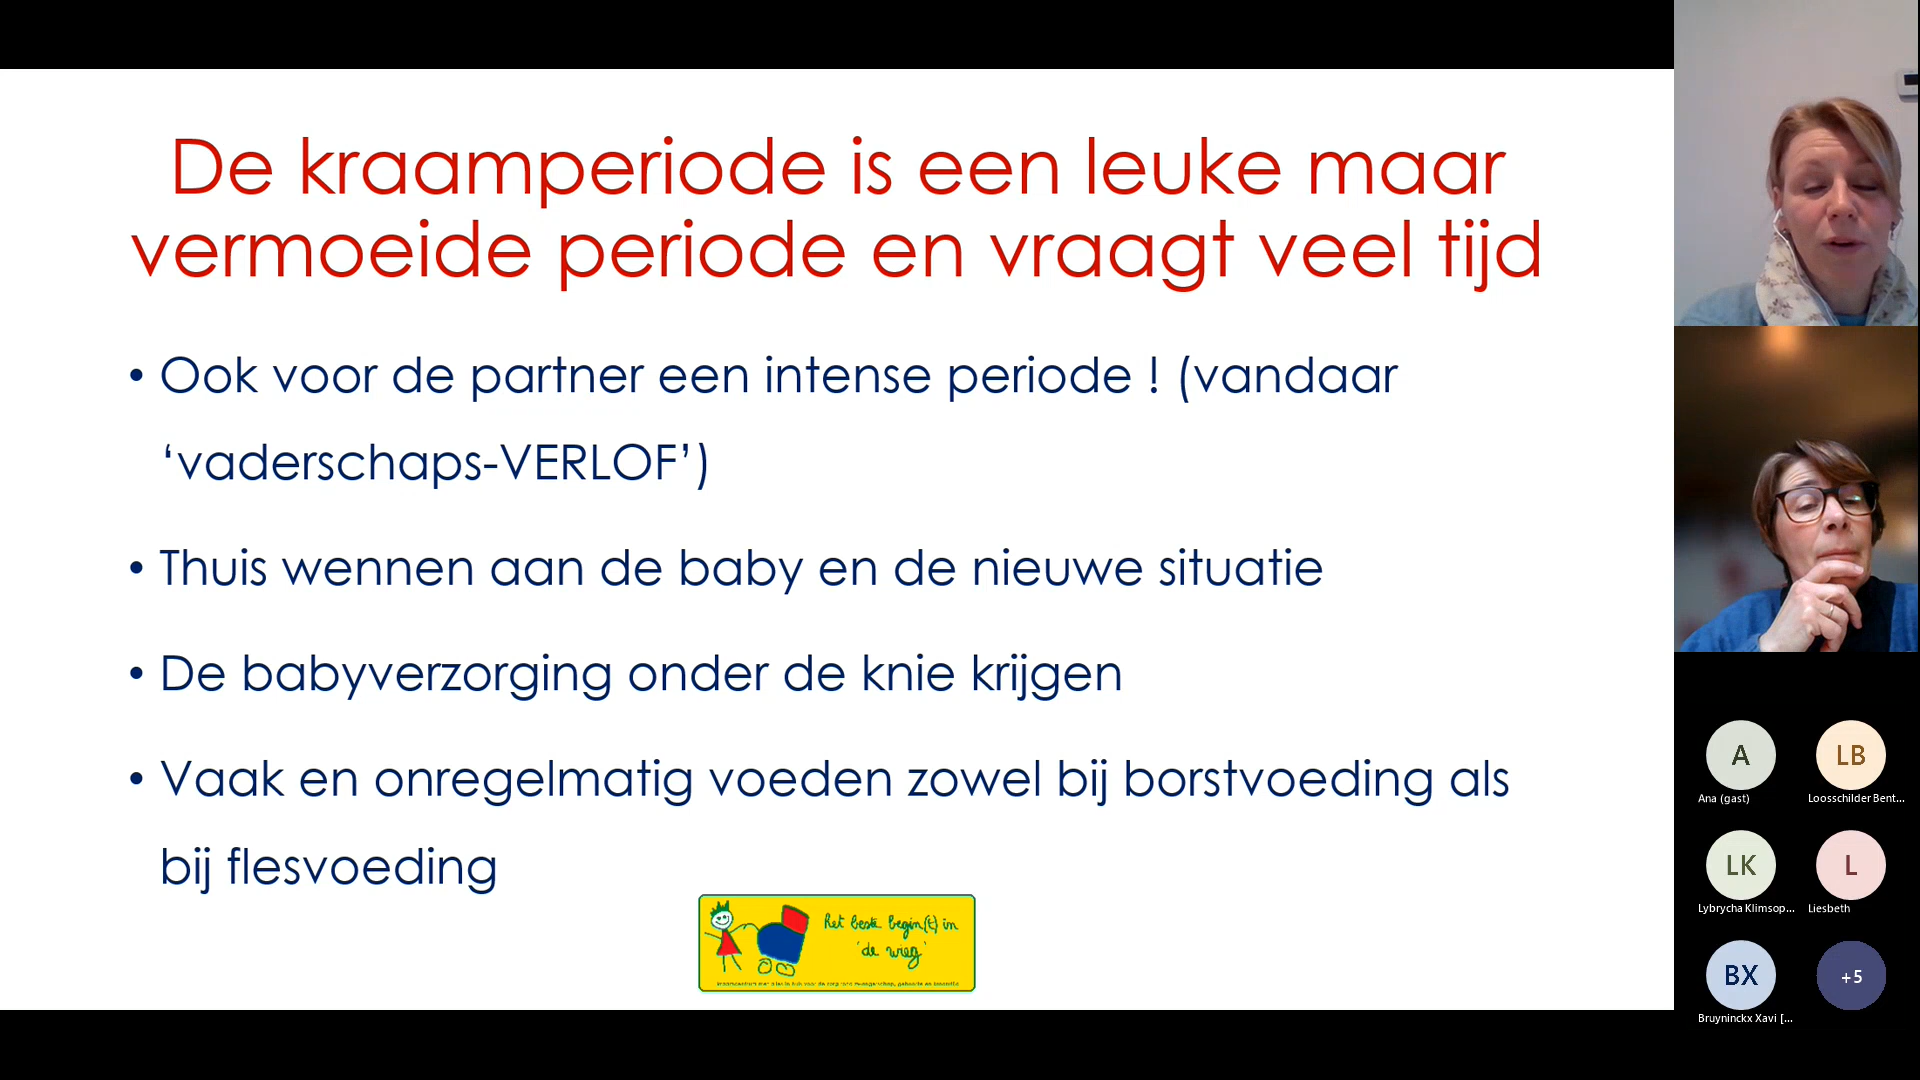 De kraamperiode is een leuke maar
vermoeide periode en vraagt veel tijd
• Ook voor de partner een intense periode ! (vandaar
‘vaderschaps-VERLOF’)
• Thuis wennen aan de baby en de nieuwe situatie
• De babyverzorging onder de knie krijgen
• Vaak en onregelmatig voeden zowel bij borstvoeding als
bij flesvoeding
Het beste begin(t) in
'de wieg'
A
LB
Ana (gast)
Loosschilder Bent...
LK
L
Lybrycha Klimsop...
Liesbeth
BX
+5
Bruyninckx Xavi [...